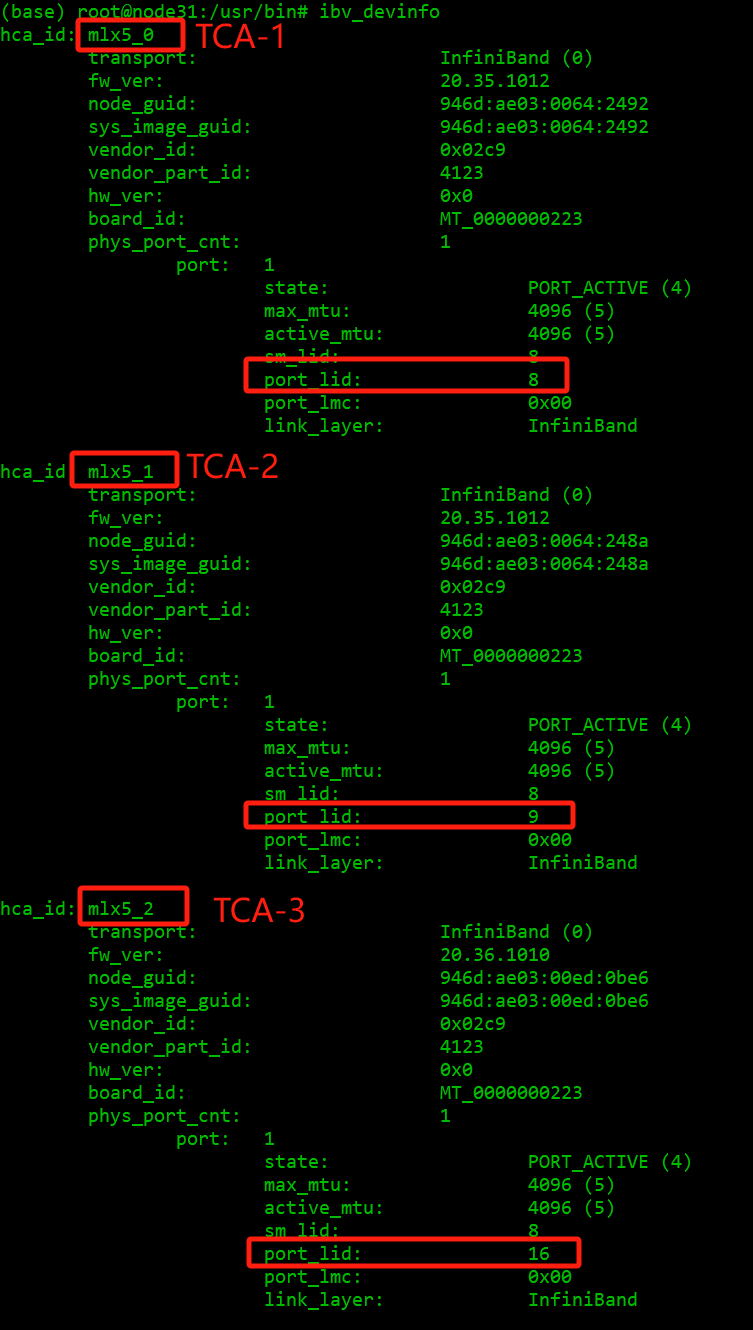 (base) root@node31:/usr/bin# ibv_devinfo
hca_id: mlx5_0 TCA-1
transport: InfiniBand (0)
fw_ver: 20.35.1012
node_guid: 946d:ae03:0064:2492
sys_image_guid: 946d:ae03:0064:2492
vendor_id: 0x02c9
vendor_part_id: 4123
hw_ver: 0x0
board_id: MT_0000000223
phys_port_cnt: 1
port: 1
state: PORT_ACTIVE (4)
max_mtu: 4096 (5)
active_mtu: 4096 (5)
sm_lid: 8
port_lid: 8
port_lmc: 0x00
link_layer: InfiniBand
hca_id mlx5_1 TCA-2
transport: InfiniBand (0)
fw_ver: 20.35.1012
node_guid: 946d:ae03:0064:248a
sys_image_guid: 946d:ae03:0064:248a
vendor_id: 0x02c9
vendor_part_id: 4123
hw_ver: 0x0
board_id: MT_0000000223
phys_port_cnt: 1
port: 1
state: PORT_ACTIVE (4)
max_mtu: 4096 (5)
active_mtu: 4096 (5)
sm_lid: 8
port_lid: 9
port_lmc: 0x00
link_layer: InfiniBand
hca_id: mlx5_2 TCA-3
transport: InfiniBand (0)
fw_ver: 20.36.1010
node_guid: 946d:ae03:00ed:0be6
sys_image_guid: 946d:ae03:00ed:0be6
vendor_id: 0x02c9
vendor_part_id: 4123
hw_ver: 0x0
board_id: MT_0000000223
phys_port_cnt: 1
port: 1
state: PORT_ACTIVE (4)
max_mtu: 4096 (5)
active_mtu: 4096 (5)
sm_lid: 8
port_lid: 16
port_lmc: 0x00
link_layer: InfiniBand